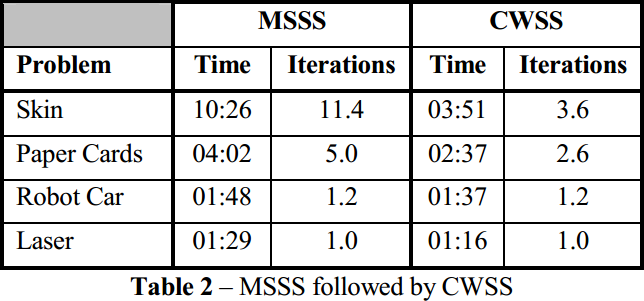 MSSS CWSS
Problem Time Iterations Time Iterations
Skin 10:26 11.4 03:51 3.6
Paper Cards 04:02 5.0 02:37 2.6
Robot Car 01:48 1.2 01:37 1.2
Laser 01:29 1.0 01:16 1.0
Table 2 – MSSS followed by CWSS